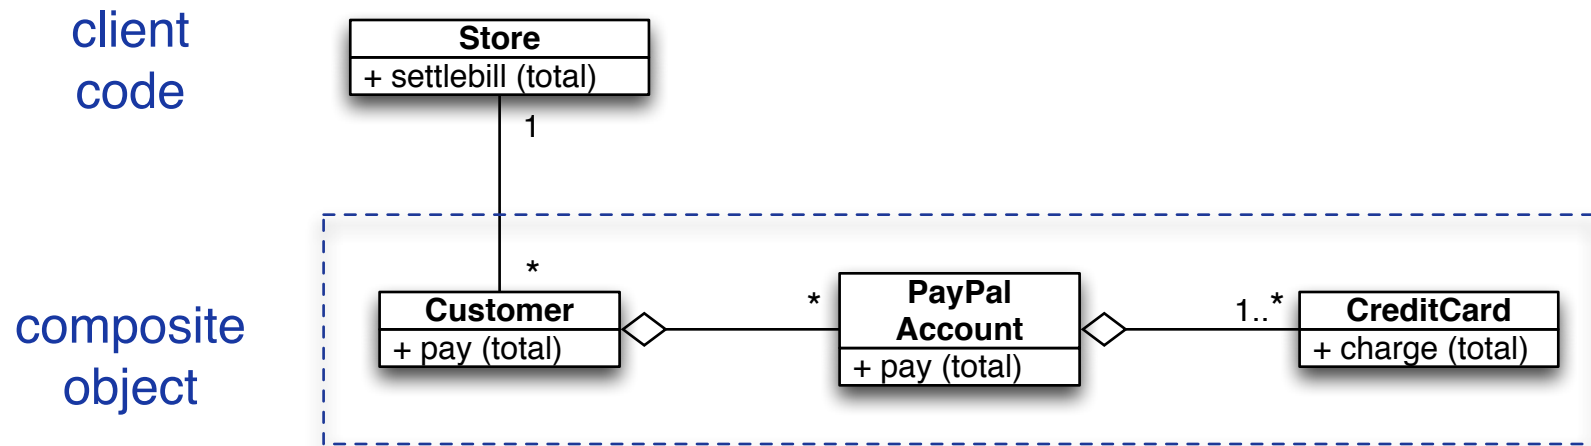 client
code
Store
+ settlebill (total)
1
*
composite
object
Customer
+ pay (total)
*
PayPal
Account
+ pay (total)
1..*
CreditCard
+ charge (total)